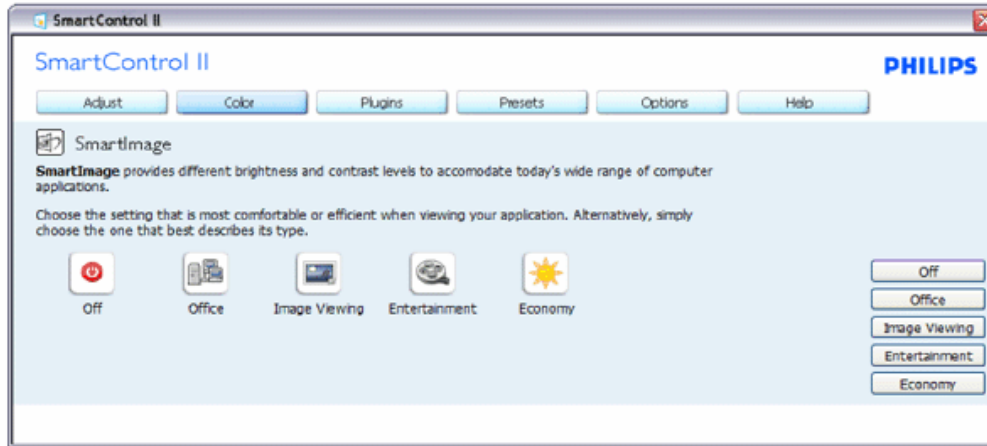 SmartControl II
SmartControl II
PHILIPS
Adjust Color Plugins Presets Options Help
SmartImage
SmartImage provides different brightness and contrast levels to accomodate today's wide range of computer
applications.
Choose the setting that is most comfortable or efficient when viewing your application. Alternatively, simply
choose the one that best describes its type.
Off Office Image Viewing Entertainment Economy
Off
Office
Image Viewing
Entertainment
Economy